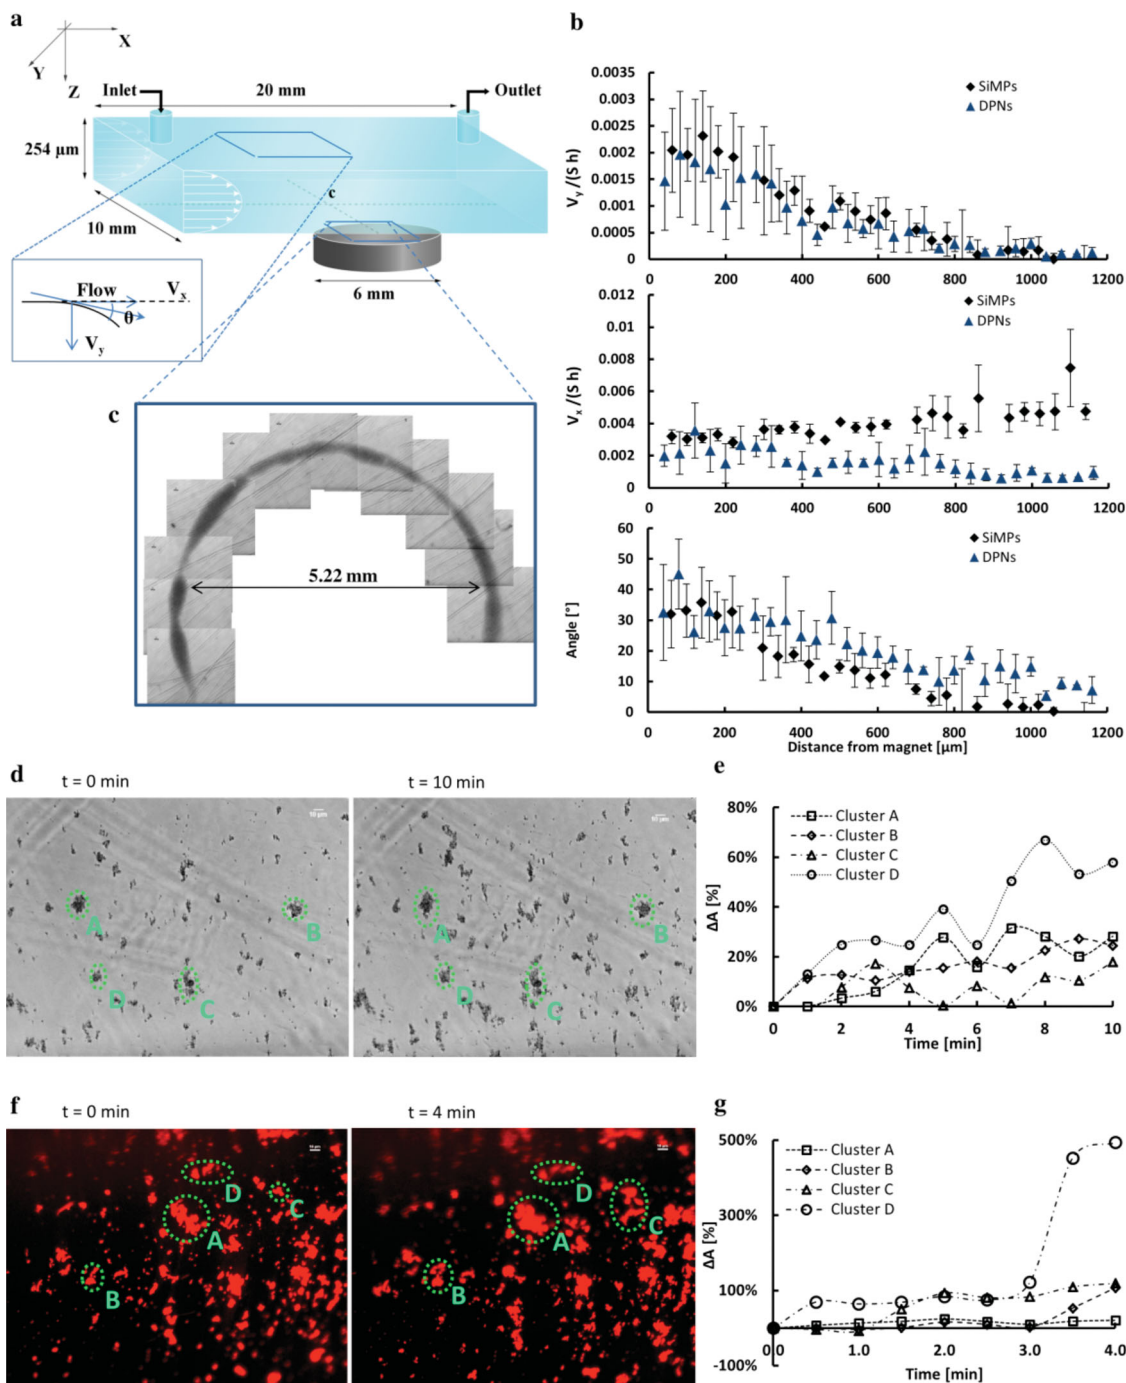 a
X
Y
Z
Inlet
20 mm
Outlet
254 µm
10 mm
c
6 mm
Flow
Vx
θ
Vy
b
0.0035
0.003
0.0025
0.002
0.0015
0.001
0.0005
0
Vy /(S h)
SiMPs
DPNs
0 200 400 600 800 1000 1200
0.012
0.01
0.008
0.006
0.004
0.002
0
Vx /(S h)
SiMPs
DPNs
0 200 400 600 800 1000 1200
60
50
40
30
20
10
0
Angle [°]
SiMPs
DPNs
0 200 400 600 800 1000 1200
Distance from magnet [µm]
c
5.22 mm
d
t = 0 min
t = 10 min
10 µm
A
B
D
C
10 µm
A
B
D
C
e
80%
60%
40%
20%
0%
ΔA [%]
Cluster A
Cluster B
Cluster C
Cluster D
0 2 4 6 8 10
Time [min]
f
t = 0 min
t = 4 min
D
C
A
B
D
C
A
B
g
500%
300%
100%
-100%
ΔA [%]
Cluster A
Cluster B
Cluster C
Cluster D
0.0 1.0 2.0 3.0 4.0
Time [min]